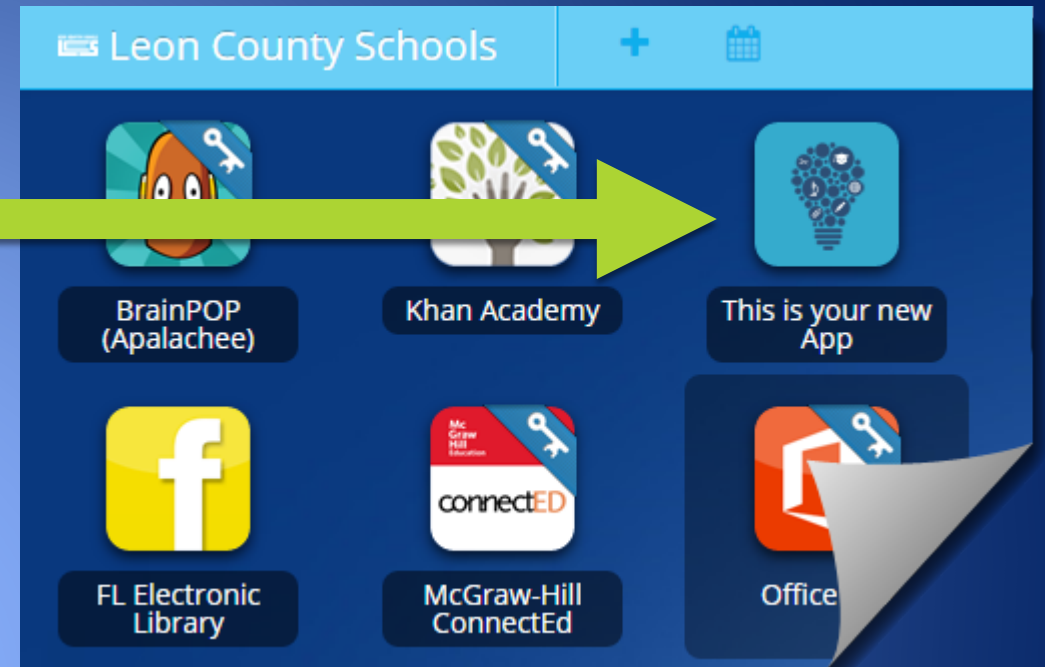 Leon County Schools
BrainPOP
(Apalachee)
Khan Academy
This is your new
App
f
Mc
Graw
Hill
Education
connectED
FL Electronic
Library
McGraw-Hill
ConnectEd
Office